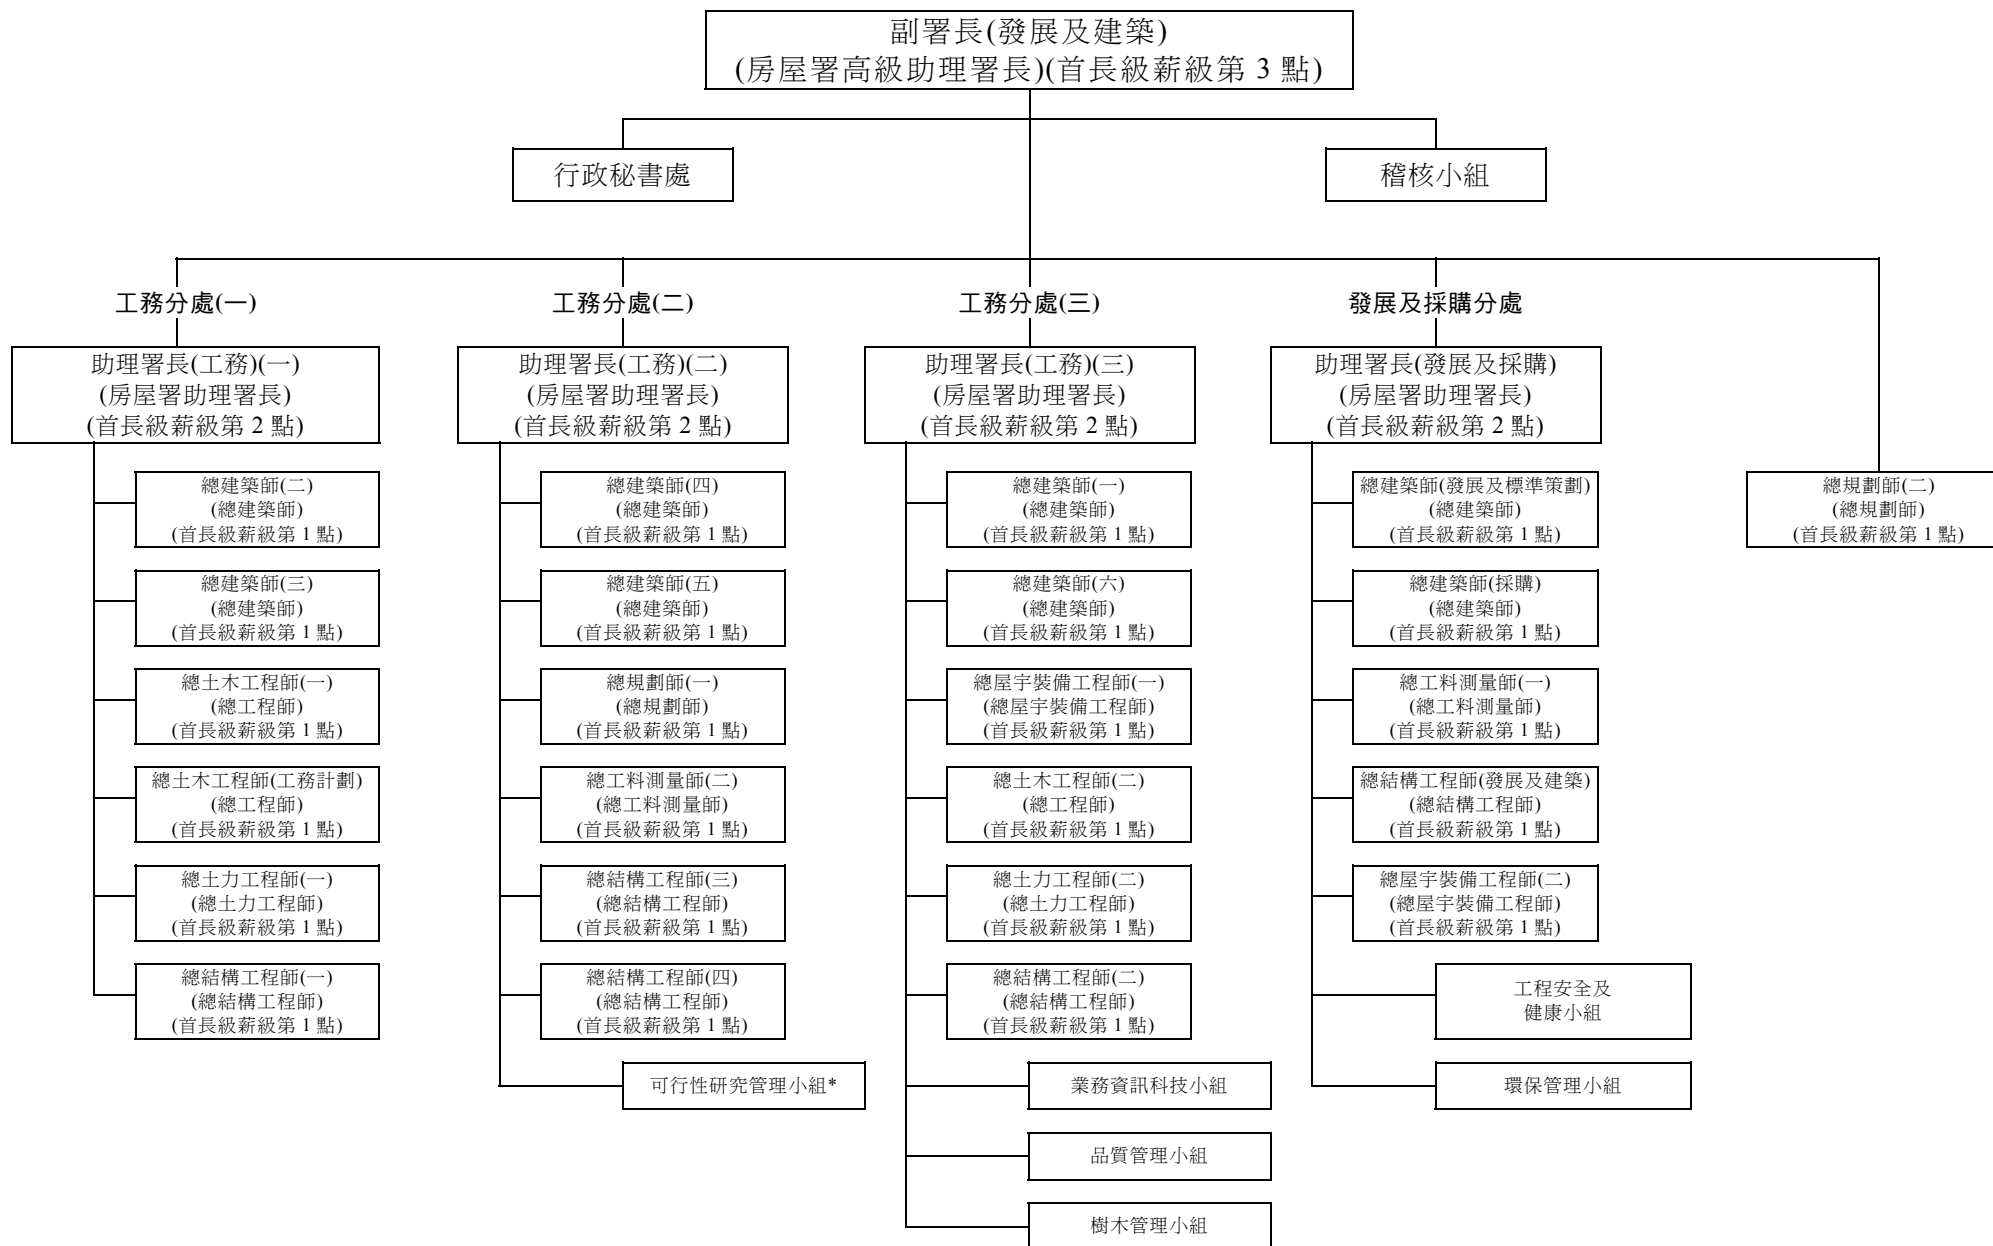 副署長(發展及建築)
(房屋署高級助理署長)(首長級薪級第 3 點)
行政秘書處
稽核小組
工務分處(一)
助理署長(工務)(一)
(房屋署助理署長)
(首長級薪級第 2 點)
總建築師(二)
(總建築師)
(首長級薪級第 1 點)
總建築師(三)
(總建築師)
(首長級薪級第 1 點)
總土木工程師(一)
(總工程師)
(首長級薪級第 1 點)
總土木工程師(工務計劃)
(總工程師)
(首長級薪級第 1 點)
總土力工程師(一)
(總土力工程師)
(首長級薪級第 1 點)
總結構工程師(一)
(總結構工程師)
(首長級薪級第 1 點)
工務分處(二)
助理署長(工務)(二)
(房屋署助理署長)
(首長級薪級第 2 點)
總建築師(四)
(總建築師)
(首長級薪級第 1 點)
總建築師(五)
(總建築師)
(首長級薪級第 1 點)
總規劃師(一)
(總規劃師)
(首長級薪級第 1 點)
總工料測量師(二)
(總工料測量師)
(首長級薪級第 1 點)
總結構工程師(三)
(總結構工程師)
(首長級薪級第 1 點)
總結構工程師(四)
(總結構工程師)
(首長級薪級第 1 點)
可行性研究管理小組*
工務分處(三)
助理署長(工務)(三)
(房屋署助理署長)
(首長級薪級第 2 點)
總建築師(一)
(總建築師)
(首長級薪級第 1 點)
總建築師(六)
(總建築師)
(首長級薪級第 1 點)
總屋宇裝備工程師(一)
(總屋宇裝備工程師)
(首長級薪級第 1 點)
總土木工程師(二)
(總工程師)
(首長級薪級第 1 點)
總土力工程師(二)
(總土力工程師)
(首長級薪級第 1 點)
總結構工程師(二)
(總結構工程師)
(首長級薪級第 1 點)
業務資訊科技小組
品質管理小組
樹木管理小組
發展及採購分處
助理署長(發展及採購)
(房屋署助理署長)
(首長級薪級第 2 點)
總建築師(發展及標準策劃)
(總建築師)
(首長級薪級第 1 點)
總建築師(採購)
(總建築師)
(首長級薪級第 1 點)
總工料測量師(一)
(總工料測量師)
(首長級薪級第 1 點)
總結構工程師(發展及建築)
(總結構工程師)
(首長級薪級第 1 點)
總屋宇裝備工程師(二)
(總屋宇裝備工程師)
(首長級薪級第 1 點)
工程安全及
健康小組
環保管理小組
總規劃師(二)
(總規劃師)
(首長級薪級第 1 點)